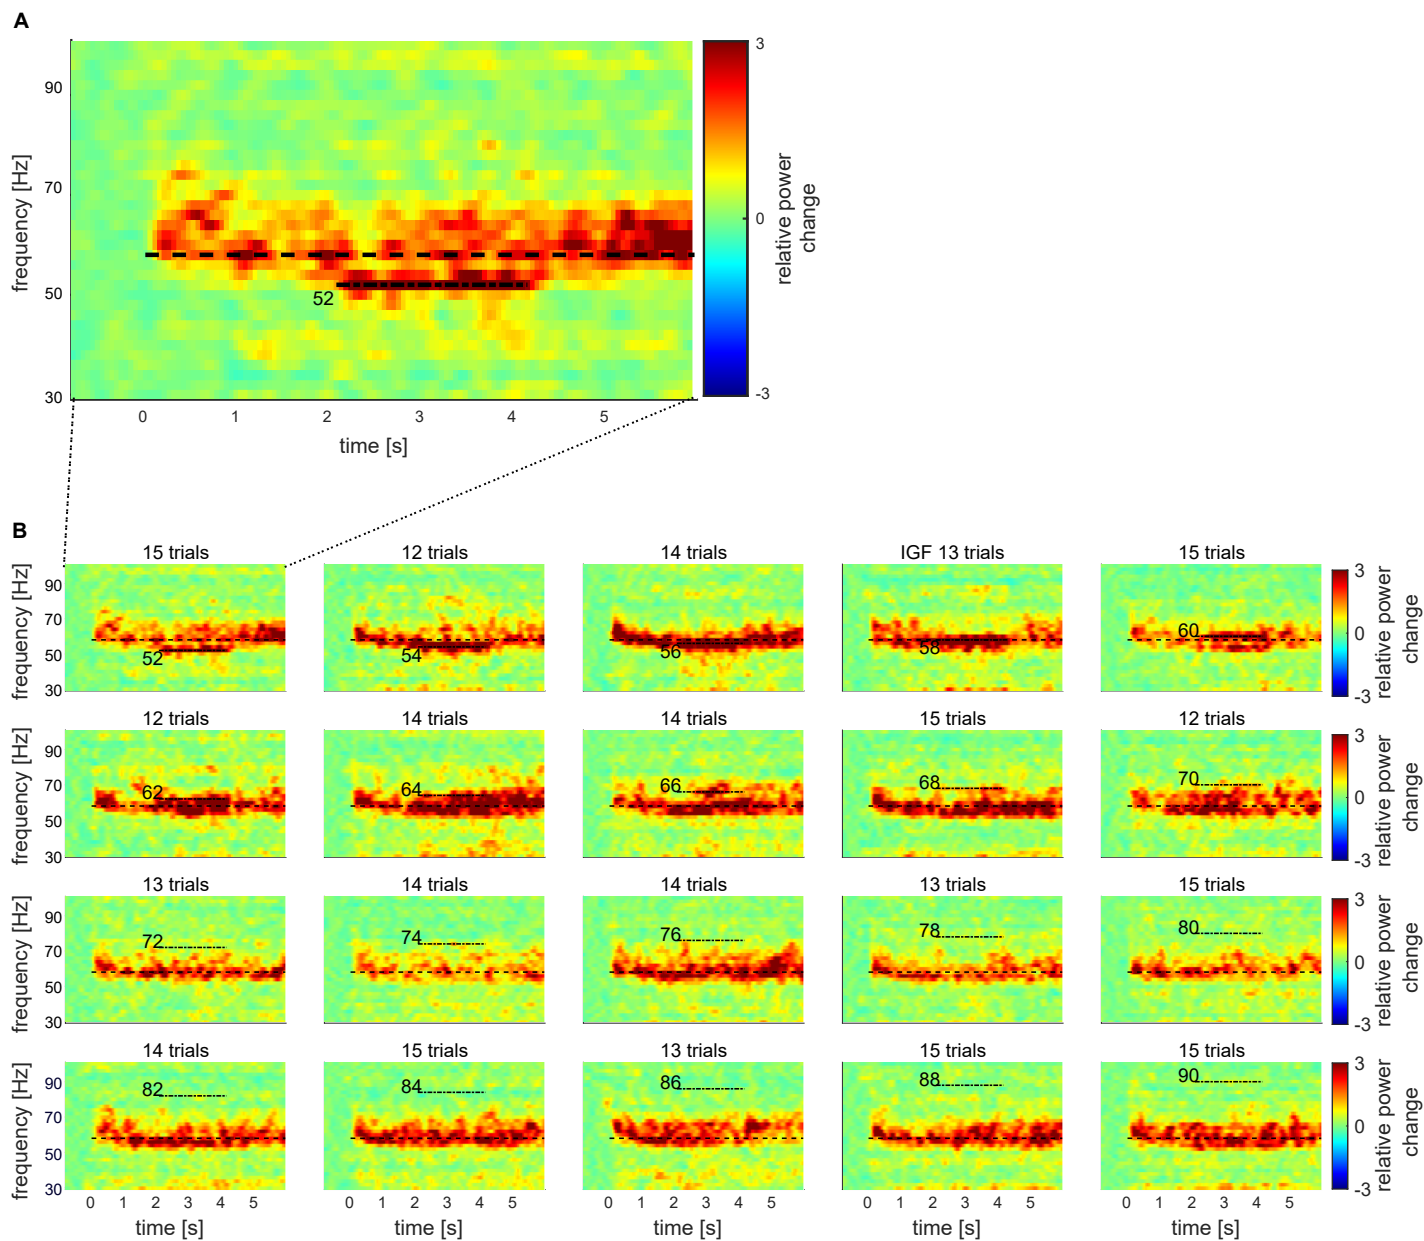 A
3
90
70
50
30
frequency [Hz]
52
0
-3
relative power
change
0 1 2 3 4 5
time [s]
B
15 trials 12 trials 14 trials IGF 13 trials 15 trials
frequency [Hz]
90
70
50
30
52 54 56 58 60
3
0
-3
relative power
change
12 trials 14 trials 14 trials 15 trials 12 trials
frequency [Hz]
90
70
50
30
62 64 66 68 70
3
0
-3
relative power
change
13 trials 14 trials 14 trials 13 trials 15 trials
frequency [Hz]
90
70
50
30
72 74 76 78 80
3
0
-3
relative power
change
14 trials 15 trials 13 trials 15 trials 15 trials
frequency [Hz]
90
70
50
30
82 84 86 88 90
3
0
-3
relative power
change
0 1 2 3 4 5 0 1 2 3 4 5 0 1 2 3 4 5 0 1 2 3 4 5 0 1 2 3 4 5
time [s] time [s] time [s] time [s] time [s]